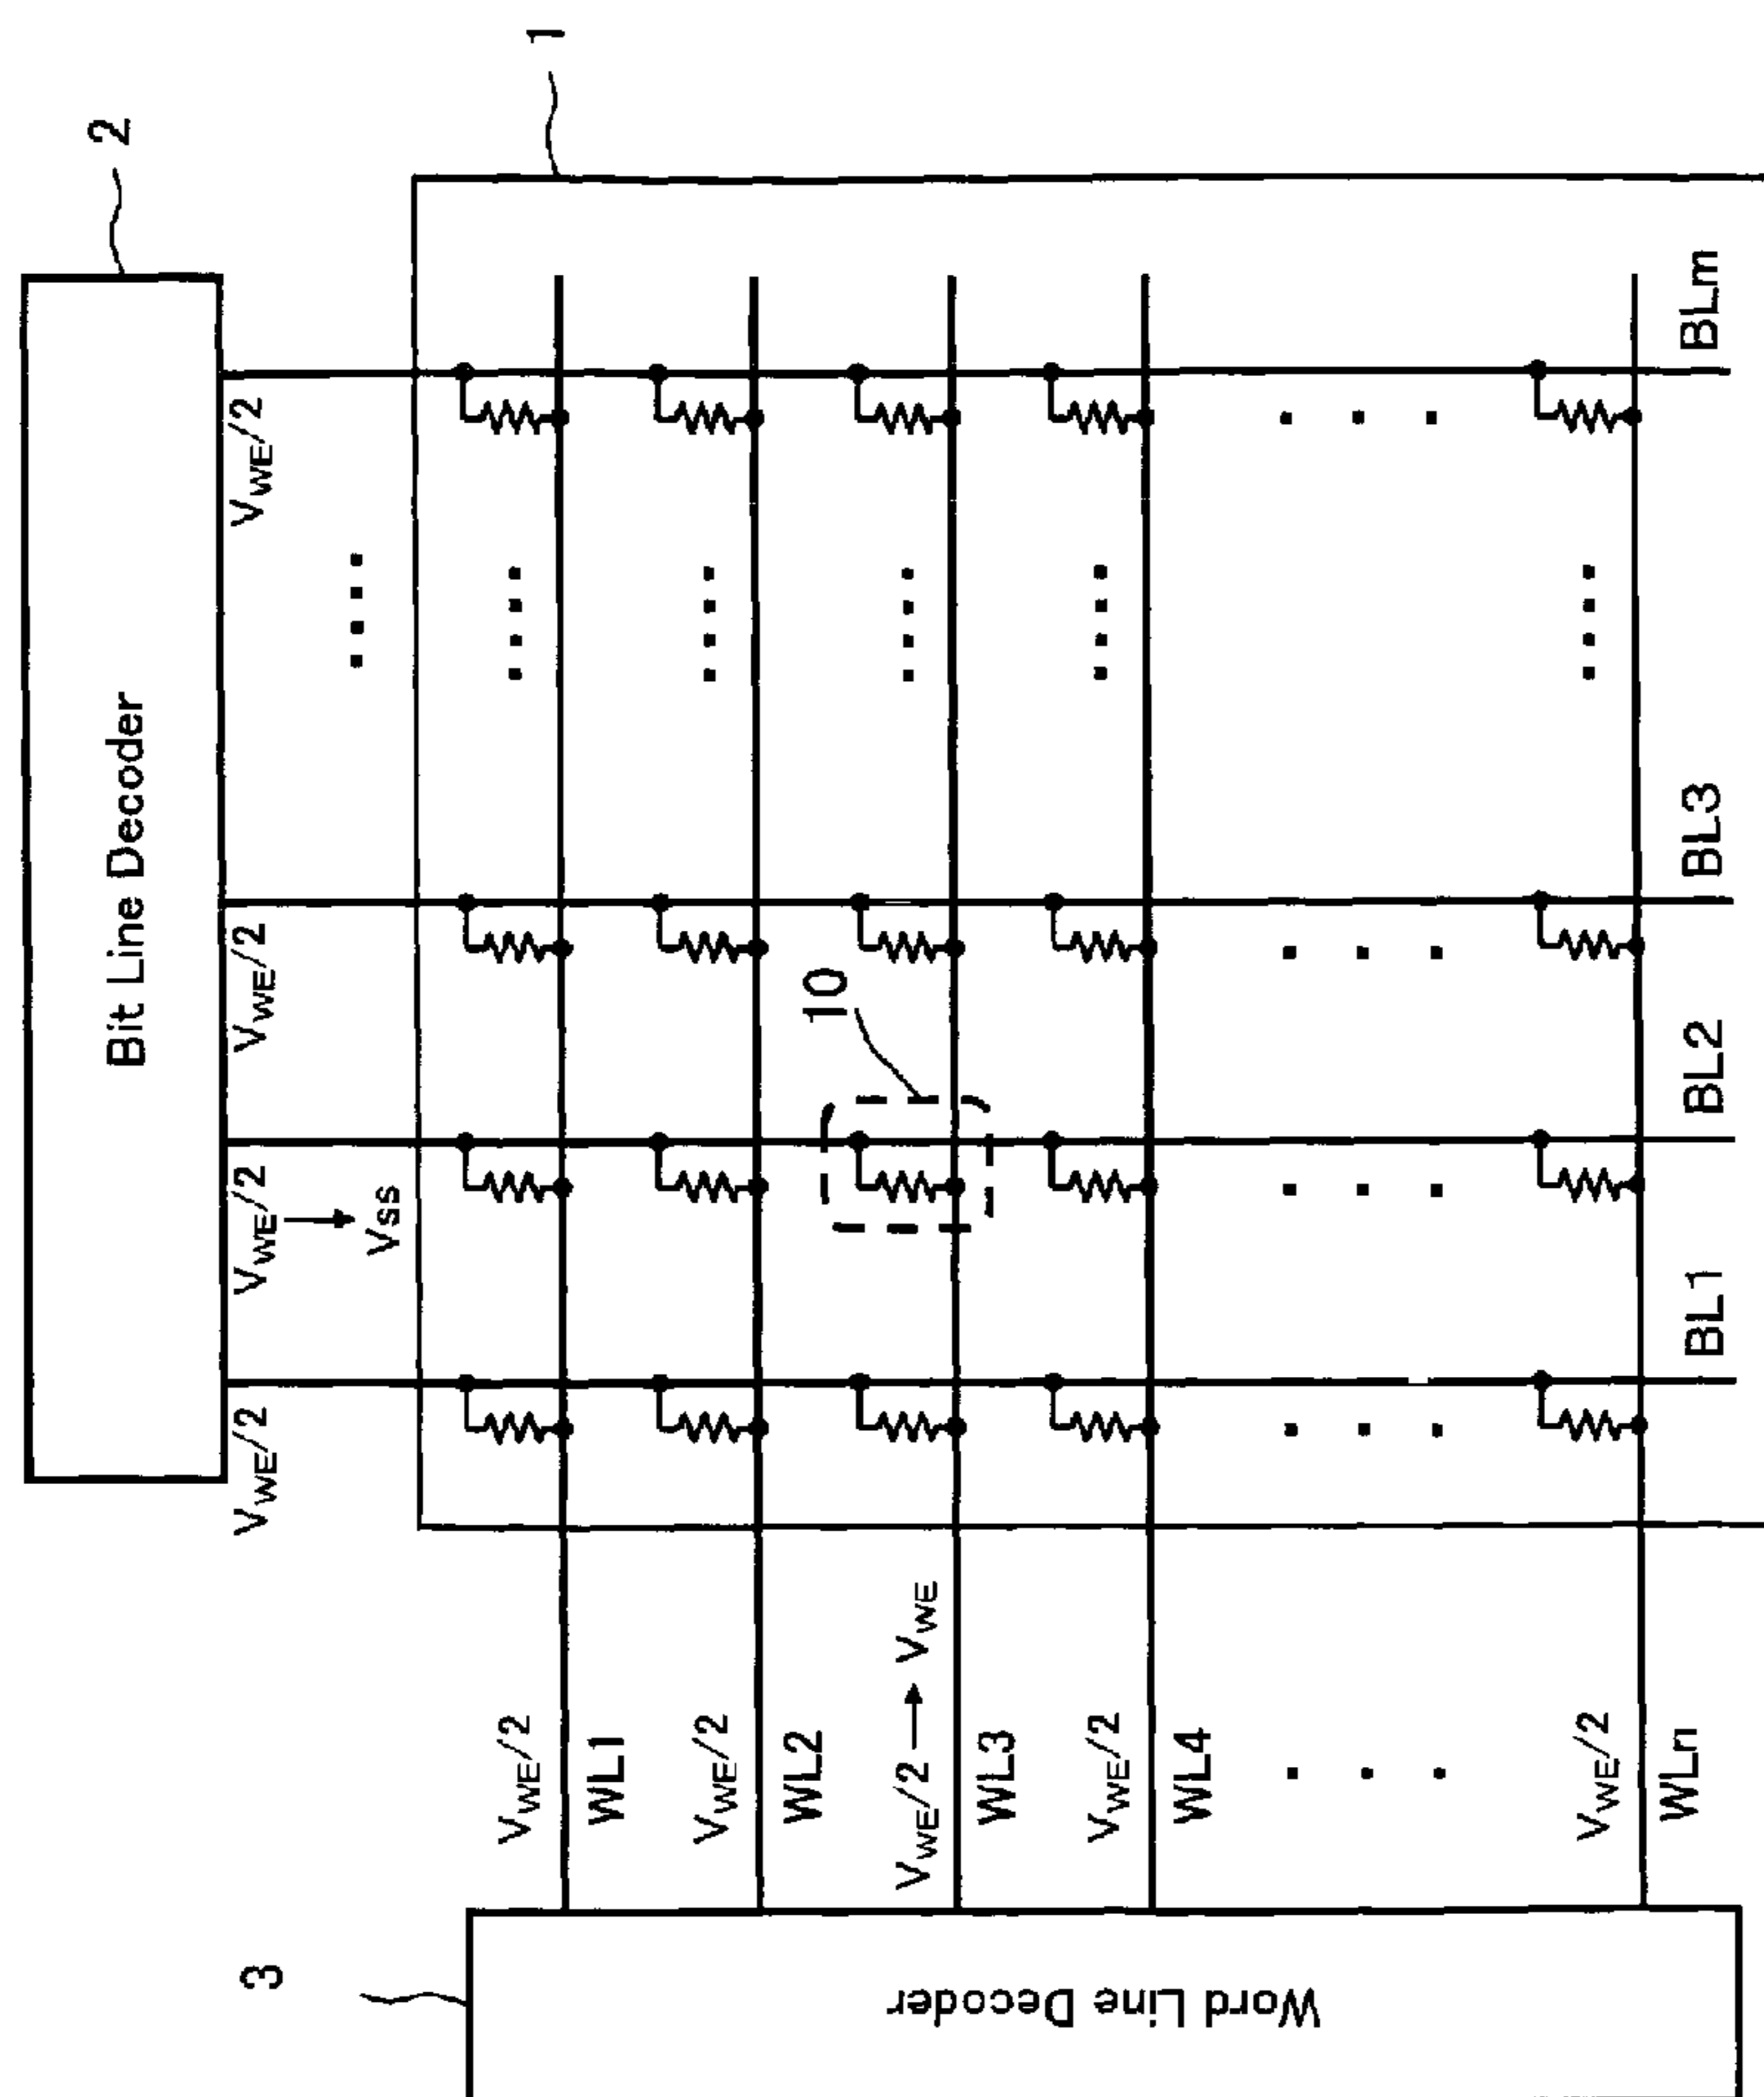 2
1
Bit Line Decoder
V_WE/2
V_WE/2 → Vss
V_WE/2
V_WE/2
3
Word Line Decoder
V_WE/2
WL1
V_WE/2
WL2
V_WE/2 → V_WE
WL3
V_WE/2
WL4
V_WE/2
WLn
10
BL1
BL2
BL3
BLm